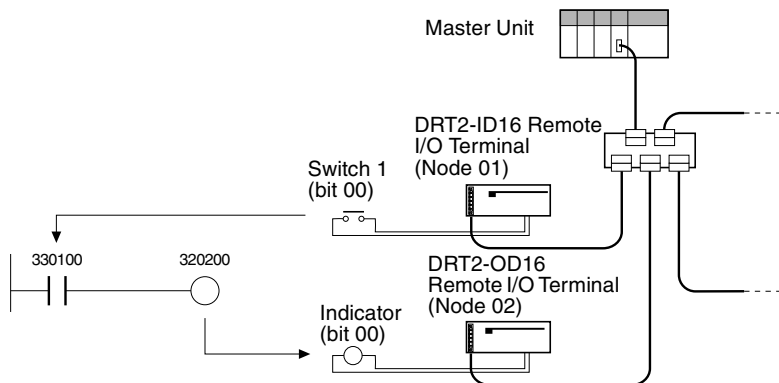 Master Unit
DRT2-ID16 Remote
I/O Terminal
(Node 01)
Switch 1
(bit 00)
330100
320200
DRT2-OD16
Remote I/O Terminal
(Node 02)
Indicator
(bit 00)